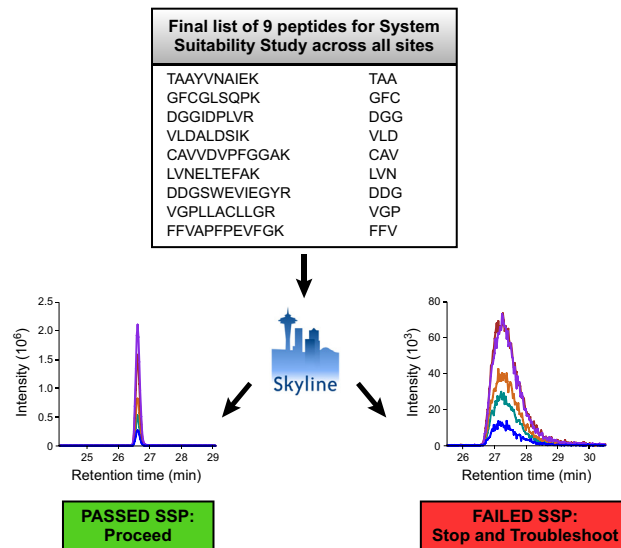 Final list of 9 peptides for System
Suitability Study across all sites
TAAYVNAIEK TAA
GFCGLSQPK GFC
DGGIDPLVR DGG
VLDALDSIK VLD
CAVVDVPFGGAK CAV
LVNELTEFAK LVN
DDGSWEVIEGYR DDG
VGPLLACLLGR VGP
FFVAPFPEVFGK FFV
2.5
2.0
1.5
1.0
0.5
0
Intensity (10⁶)
25 26 27 28 29
Retention time (min)
Skyline
80
60
40
20
0
Intensity (10³)
26 27 28 29 30
Retention time (min)
PASSED SSP:
Proceed
FAILED SSP:
Stop and Troubleshoot